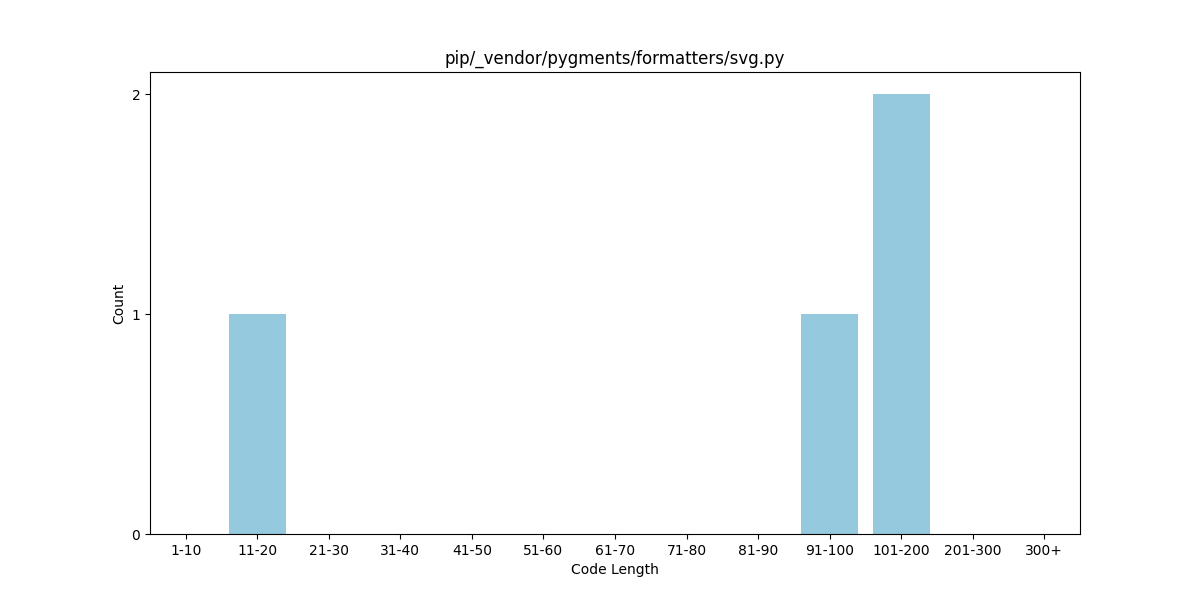 pip/_vendor/pygments/formatters/svg.py
2
1
0
Count
1-10 11-20 21-30 31-40 41-50 51-60 61-70 71-80 81-90 91-100 101-200 201-300 300+
Code Length